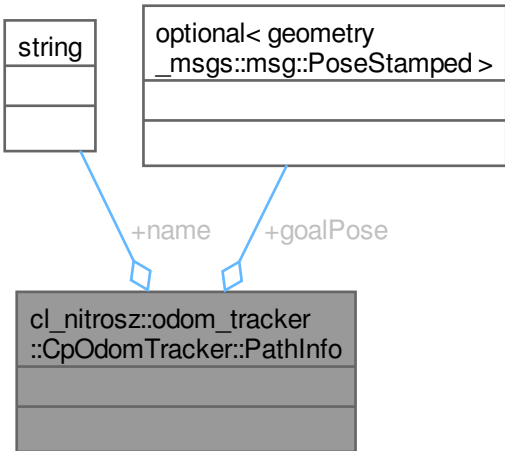 string
optional< geometry
_msgs::msg::PoseStamped >
+name
+goalPose
cl_nitrosz::odom_tracker
::CpOdomTracker::PathInfo